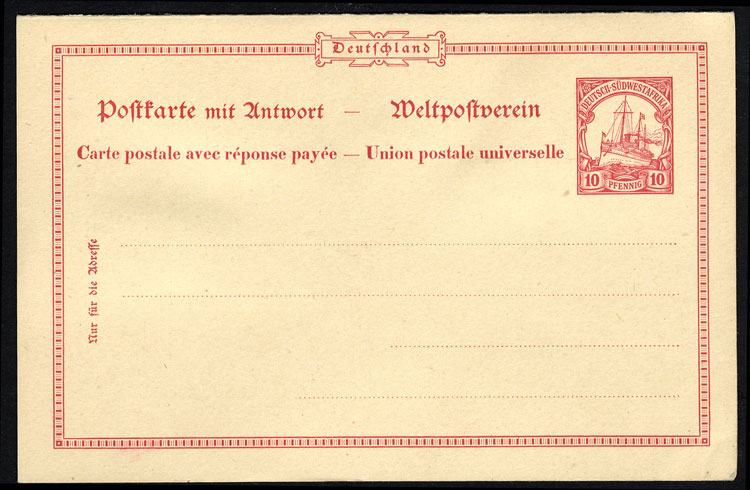 Deutschland
Postkarte mit Antwort — Weltpostverein
Carte postale avec réponse payée — Union postale universelle
DEUTSCH-SÜDWESTAFRIKA
10 PFENNIG 10
Nur für die Adresse